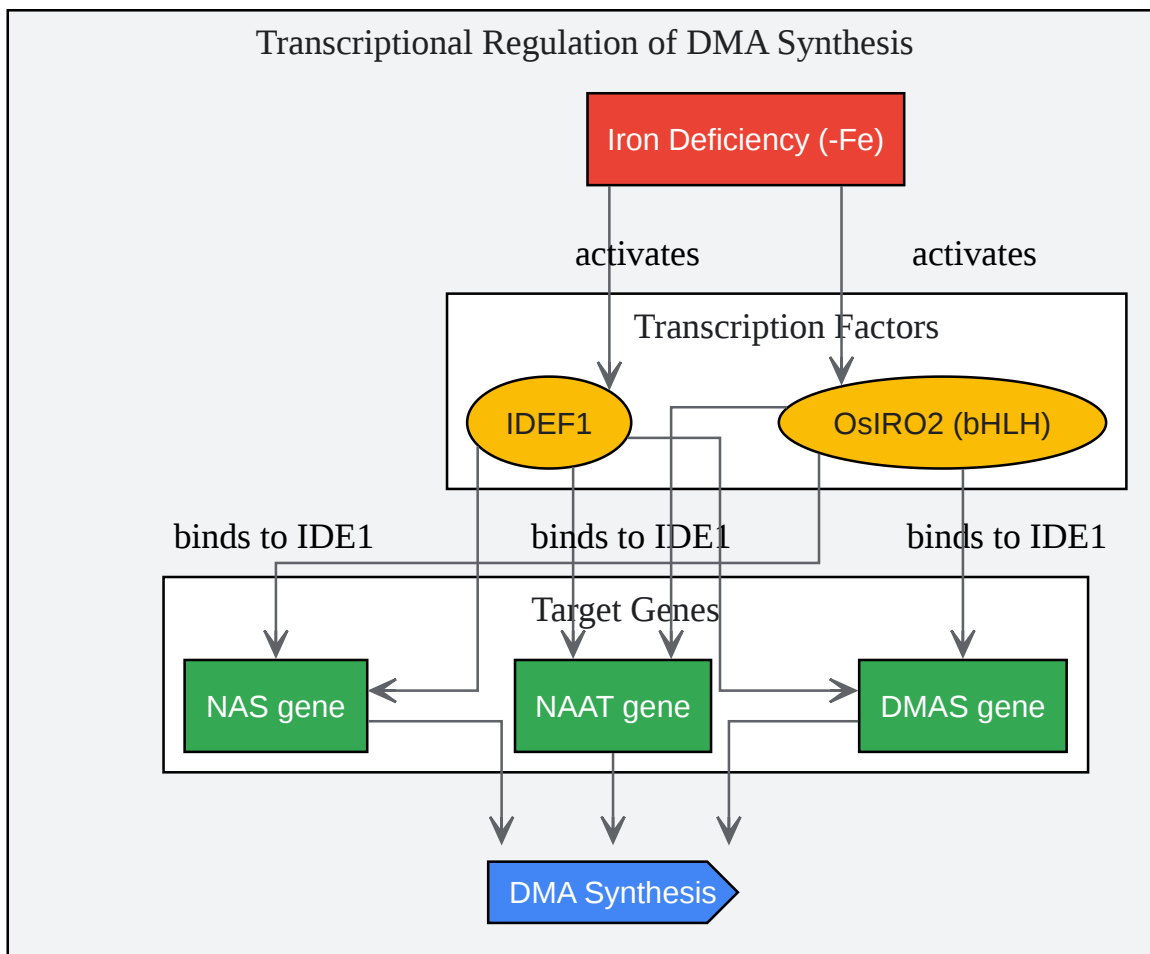 Transcriptional Regulation of DMA Synthesis
Iron Deficiency (-Fe)
activates
activates
Transcription Factors
IDEF1
OsIRO2 (bHLH)
binds to IDE1
binds to IDE1
binds to IDE1
Target Genes
NAS gene
NAAT gene
DMAS gene
DMA Synthesis